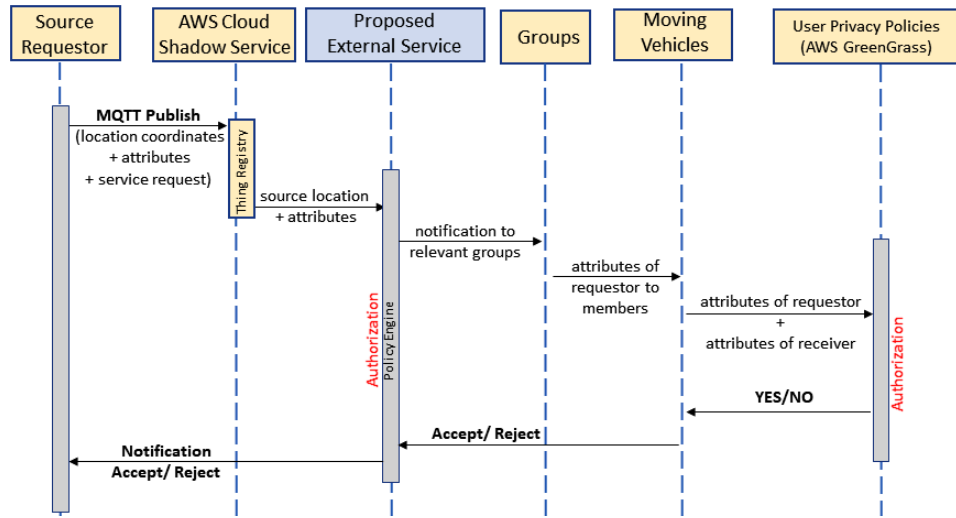 Source
Requestor
AWS Cloud
Shadow Service
Proposed
External Service
Groups
Moving
Vehicles
User Privacy Policies
(AWS GreenGrass)
MQTT Publish
(location coordinates
+ attributes
+ service request)
Thing Registry
source location
+ attributes
notification to
relevant groups
attributes of
requestor to
members
attributes of requestor
+
attributes of receiver
Authorization
Policy Engine
Authorization
YES/NO
Accept/ Reject
Notification
Accept/ Reject